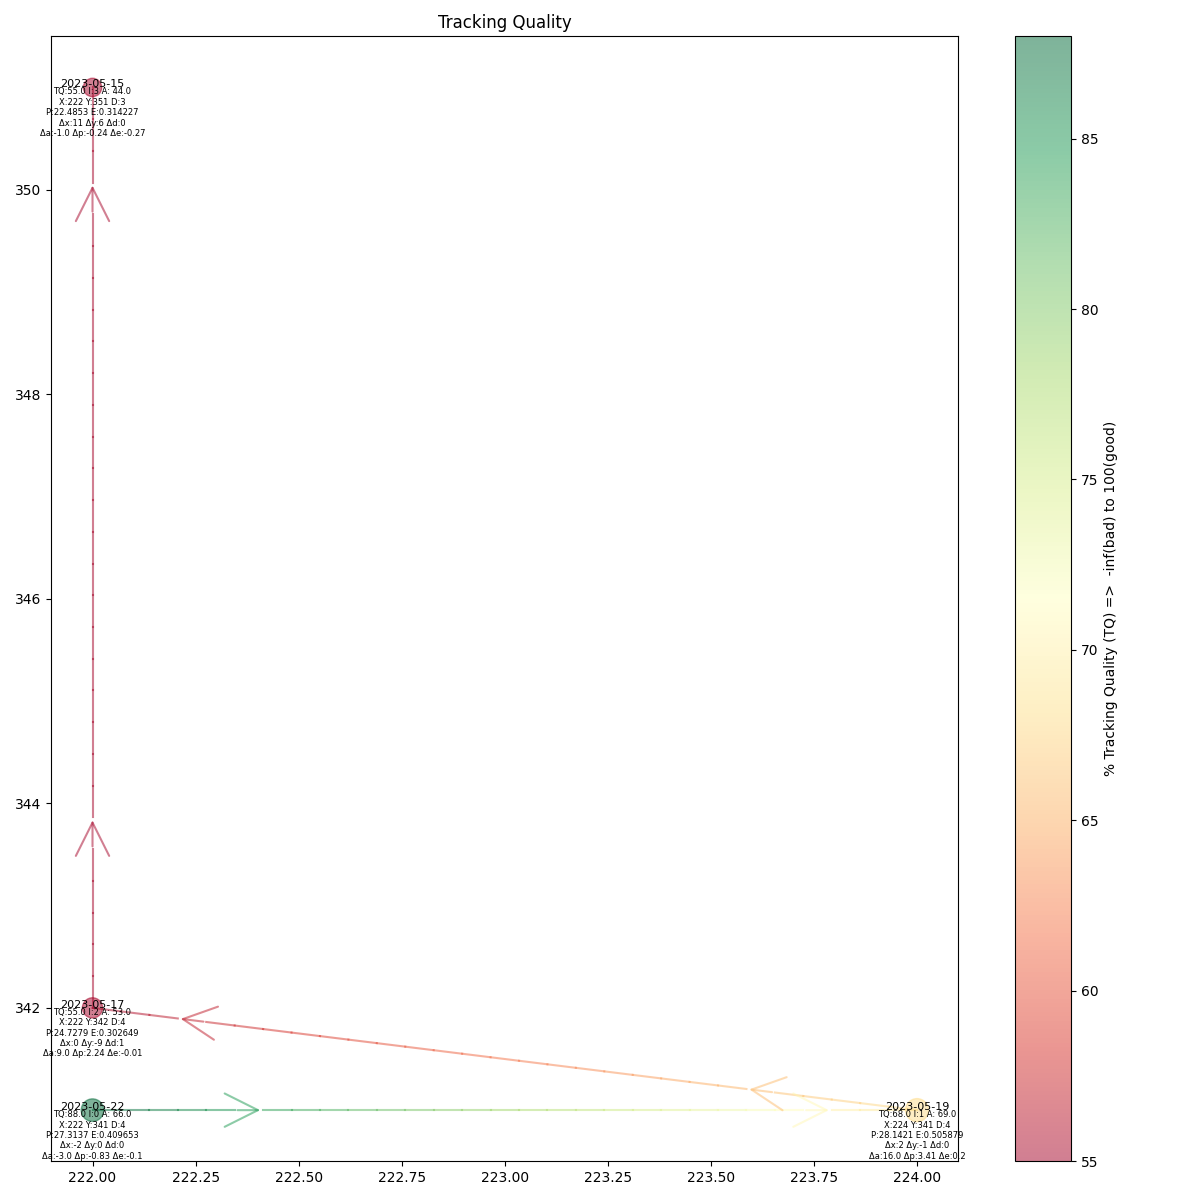 Tracking Quality
2023-05-15
TQ:55.0 I:3 A: 44.0
X:222 Y:351 D:3
P:22.4853 E:0.314227
Δx:11 Δy:6 Δd:0
Δa:-1.0 Δp:-0.24 Δe:-0.27
2023-05-17
TQ:55.0 I:2 A: 53.0
X:222 Y:342 D:4
P:24.7279 E:0.302649
Δx:0 Δy:-9 Δd:1
Δa:9.0 Δp:2.24 Δe:-0.01
2023-05-22
TQ:88.0 I:0 A: 66.0
X:222 Y:341 D:4
P:27.3137 E:0.409653
Δx:-2 Δy:0 Δd:0
Δa:-3.0 Δp:-0.83 Δe:-0.1
2023-05-19
TQ:68.0 I:1 A: 69.0
X:224 Y:341 D:4
P:28.1421 E:0.505879
Δx:2 Δy:-1 Δd:0
Δa:16.0 Δp:3.41 Δe:0.2
350
348
346
344
342
222.00 222.25 222.50 222.75 223.00 223.25 223.50 223.75 224.00
85
80
75
70
65
60
55
% Tracking Quality (TQ) => -inf(bad) to 100(good)